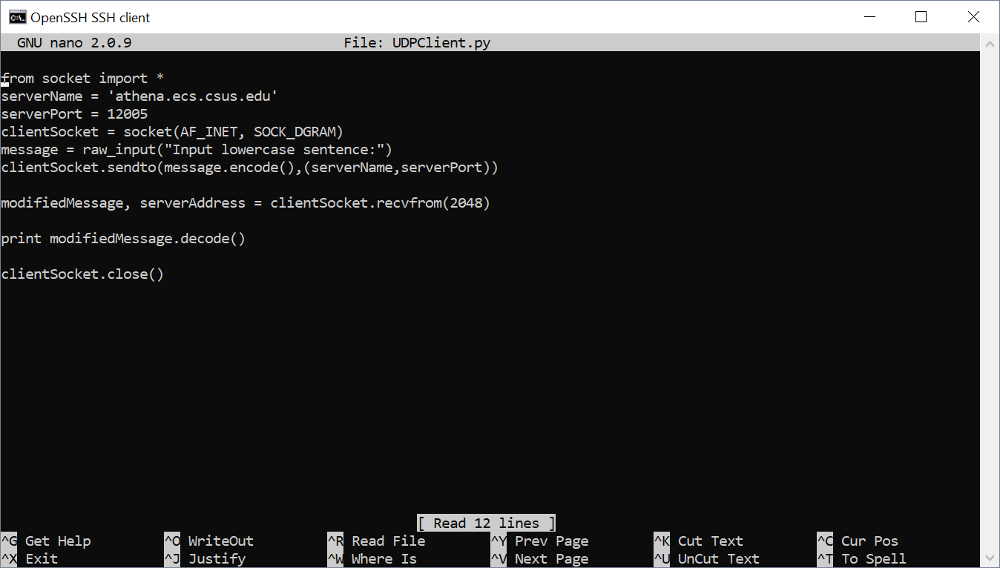 OpenSSH SSH client
GNU nano 2.0.9 File: UDPClient.py
from socket import *
serverName = 'athena.ecs.csus.edu'
serverPort = 12005
clientSocket = socket(AF_INET, SOCK_DGRAM)
message = raw_input("Input lowercase sentence:")
clientSocket.sendto(message.encode(),(serverName,serverPort))
modifiedMessage, serverAddress = clientSocket.recvfrom(2048)
print modifiedMessage.decode()
clientSocket.close()
[ Read 12 lines ]
^G Get Help ^O WriteOut ^R Read File ^Y Prev Page ^K Cut Text ^C Cur Pos
^X Exit ^J Justify ^W Where Is ^V Next Page ^U UnCut Text ^T To Spell